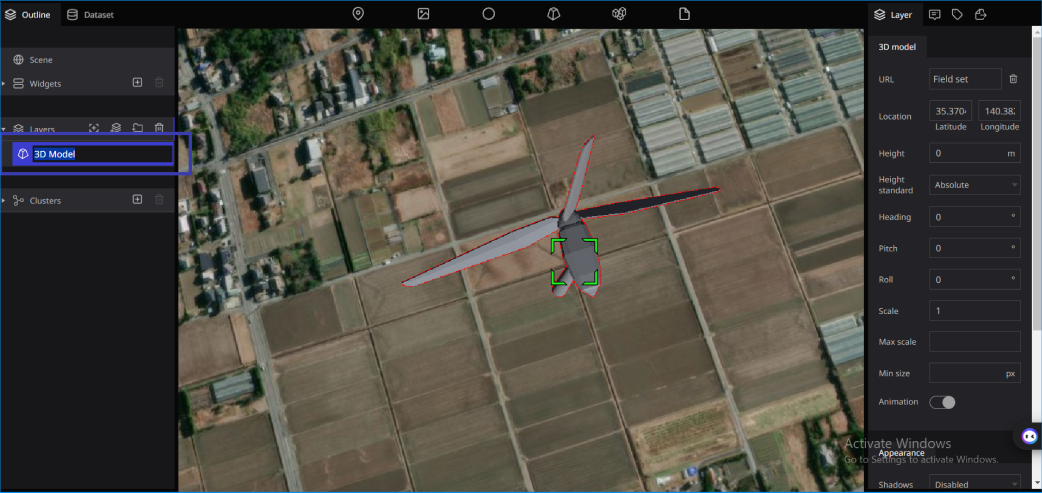 Outline
Dataset
Scene
Widgets
Layers
3D Model
Clusters
Layer
3D model
URL
Field set
Location
35.370
140.38
Latitude
Longitude
Height
0
m
Height
standard
Absolute
Heading
0
°
Pitch
0
°
Roll
0
°
Scale
1
Max scale
Min size
px
Animation
Activate Windows
Go to Settings to activate Windows.
Appearance
Shadows
Disabled